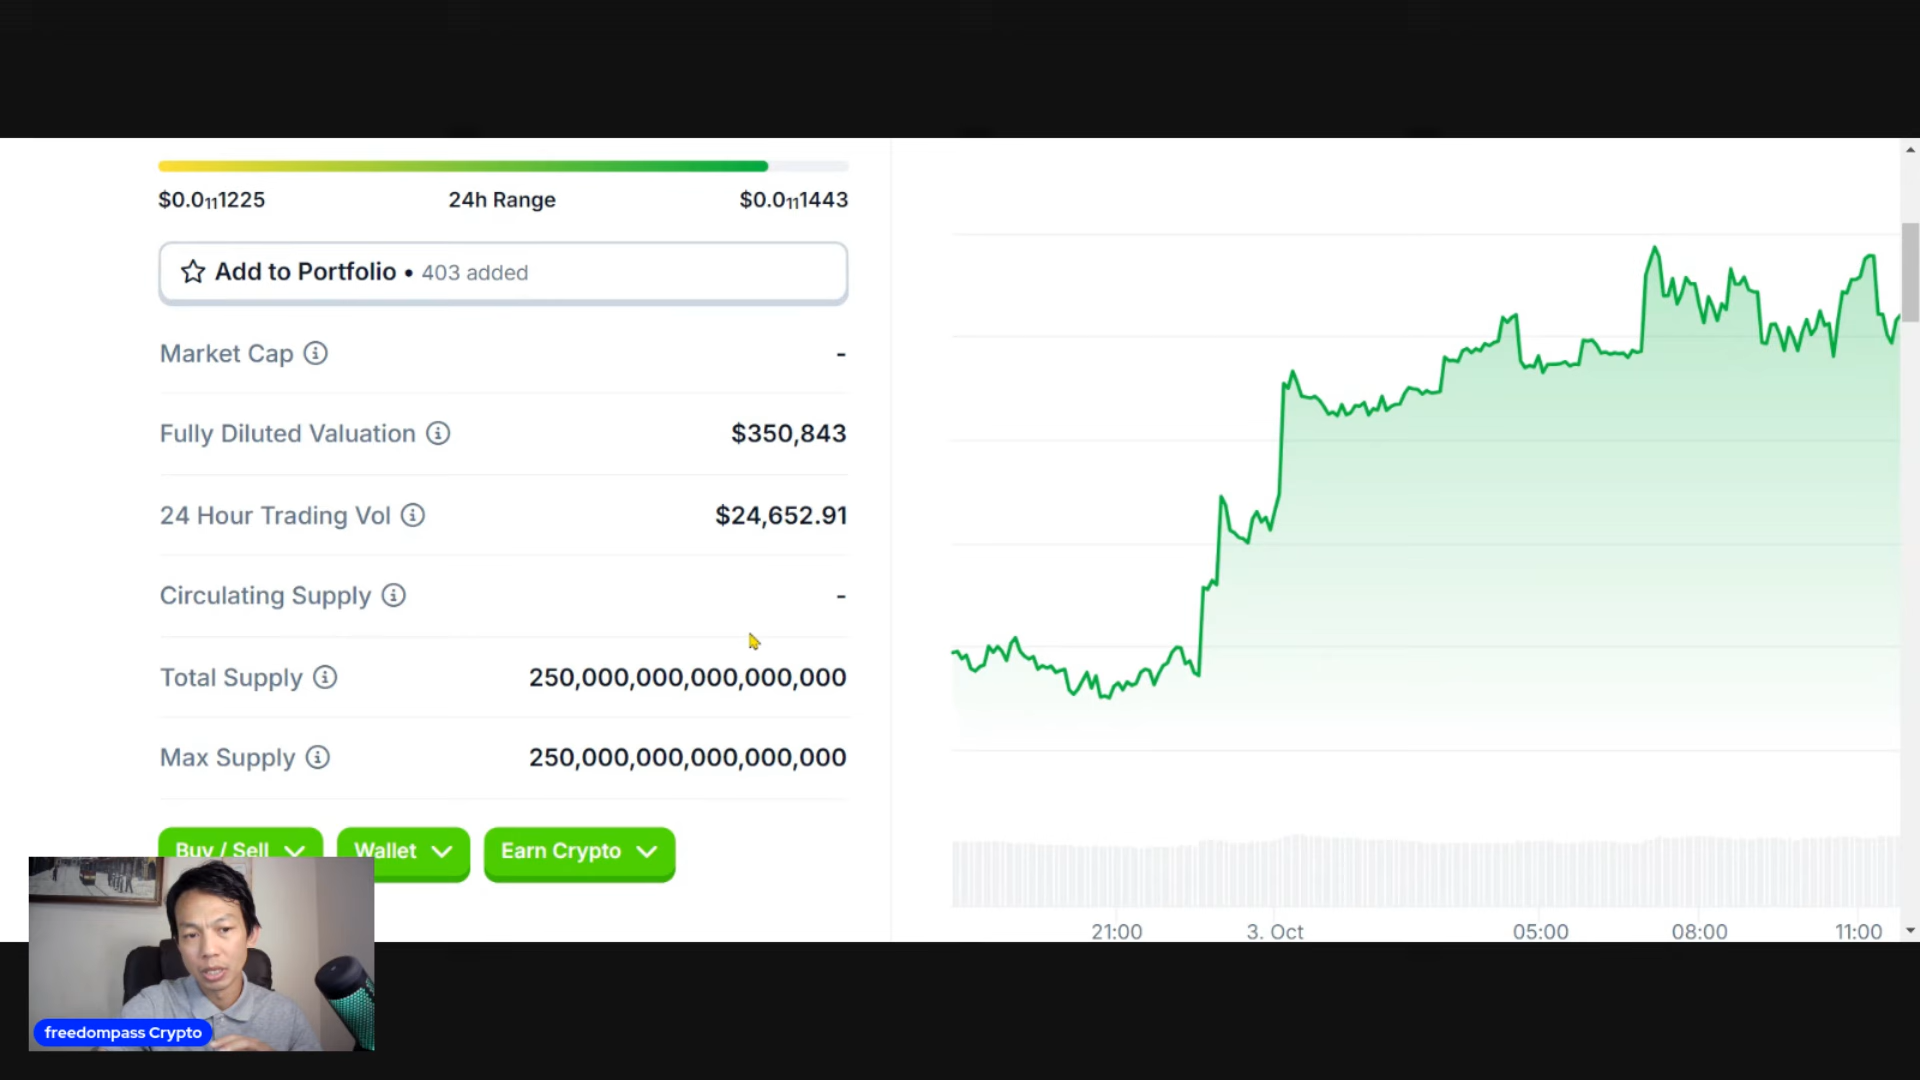 $0.0₁₁1225 24h Range $0.0₁₁1443
Add to Portfolio • 403 added
Market Cap -
Fully Diluted Valuation $350,843
24 Hour Trading Vol $24,652.91
Circulating Supply -
Total Supply 250,000,000,000,000,000
Max Supply 250,000,000,000,000,000
Buy / Sell Wallet Earn Crypto
21:00 3. Oct 05:00 08:00 11:00
freedompass Crypto